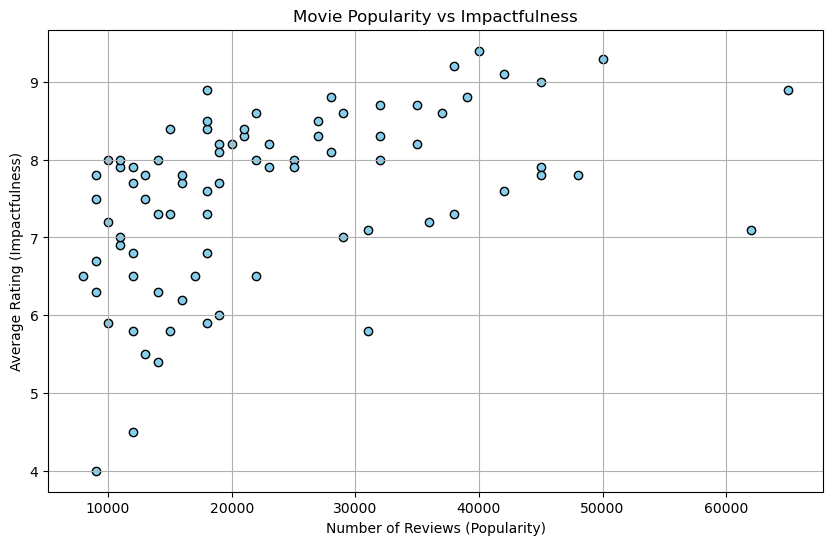 Movie Popularity vs Impactfulness
Average Rating (Impactfulness)
9
8
7
6
5
4
10000 20000 30000 40000 50000 60000
Number of Reviews (Popularity)